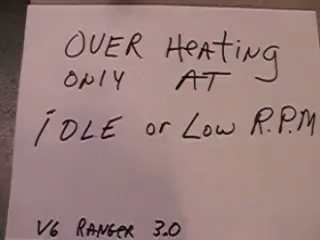 OVER HEATING
ONLY AT
IDLE or Low R.P.M
V6 RANGER 3.0